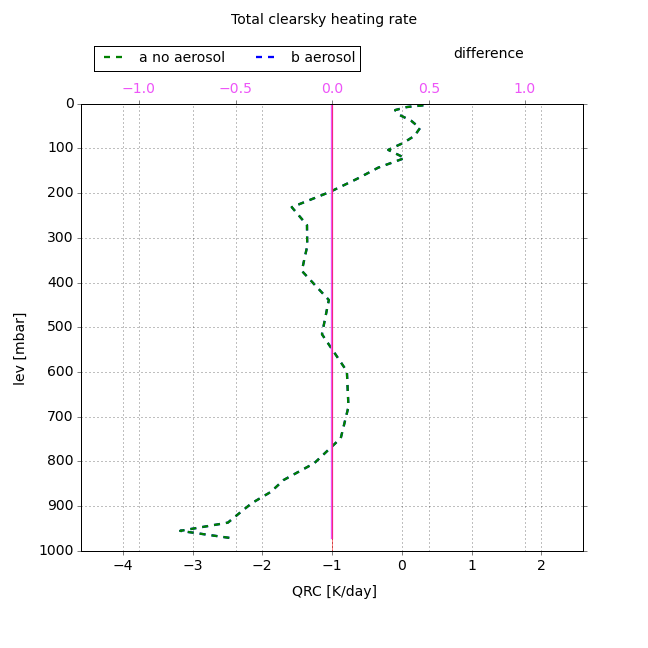 Total clearsky heating rate
a no aerosol b aerosol difference
−1.0 −0.5 0.0 0.5 1.0
0
100
200
300
400
500
600
700
800
900
1000
lev [mbar]
−4 −3 −2 −1 0 1 2
QRC [K/day]